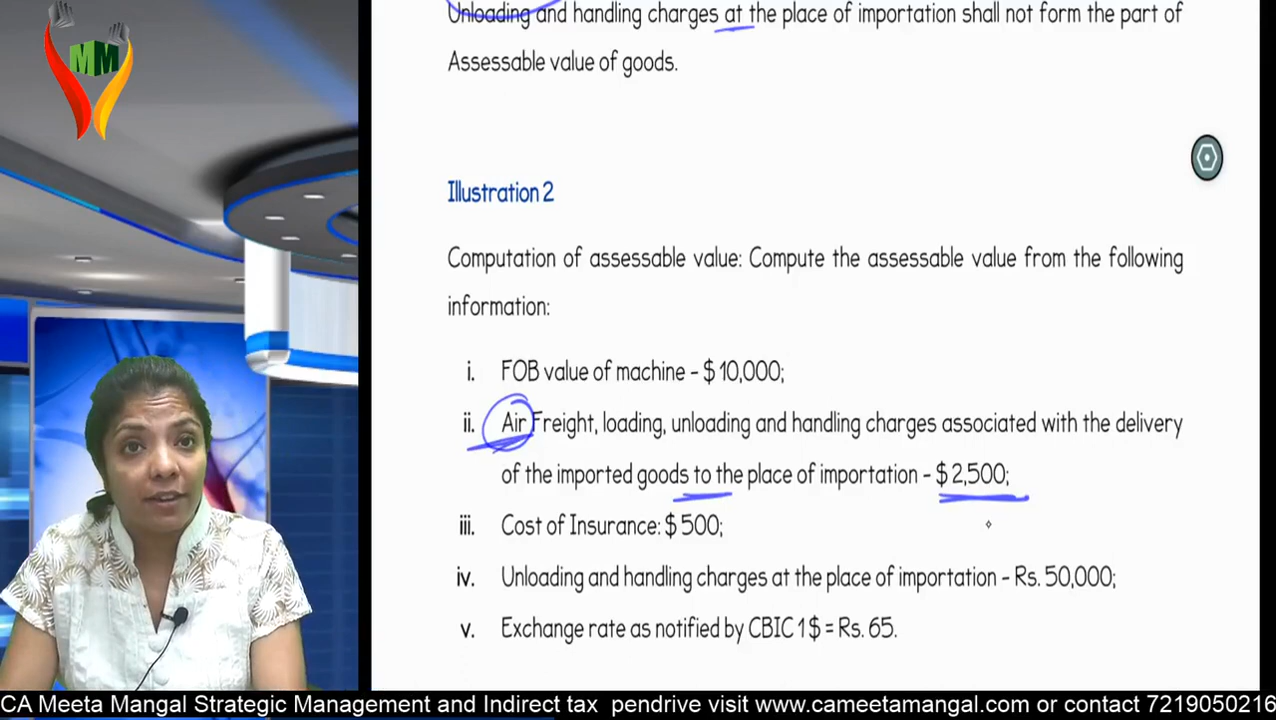 Unloading and handling charges at the place of importation shall not form the part of
Assessable value of goods.
MM
Illustration 2
Computation of assessable value: Compute the assessable value from the following
information:
i. FOB value of machine - $ 10,000;
ii. Air Freight, loading, unloading and handling charges associated with the delivery
of the imported goods to the place of importation - $ 2,500;
iii. Cost of Insurance: $ 500;
iv. Unloading and handling charges at the place of importation - Rs. 50,000;
v. Exchange rate as notified by CBIC 1 $ = Rs. 65.
CA Meeta Mangal Strategic Management and Indirect tax pendrive visit www.cameetamangal.com or contact 7219050216